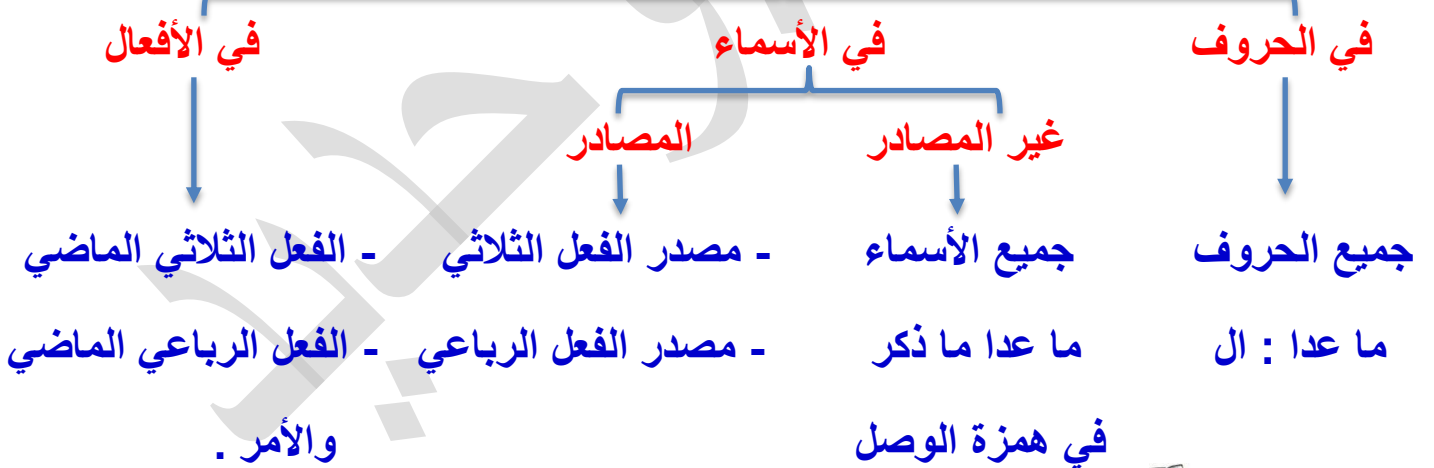 في الحروف في الأسماء في الأفعال
غير المصادر المصادر
جميع الحروف جميع الأسماء - مصدر الفعل الثلاثي - الفعل الثلاثي الماضي
ما عدا : ال ما عدا ما ذكر - مصدر الفعل الرباعي - الفعل الرباعي الماضي
في همزة الوصل والأمر .